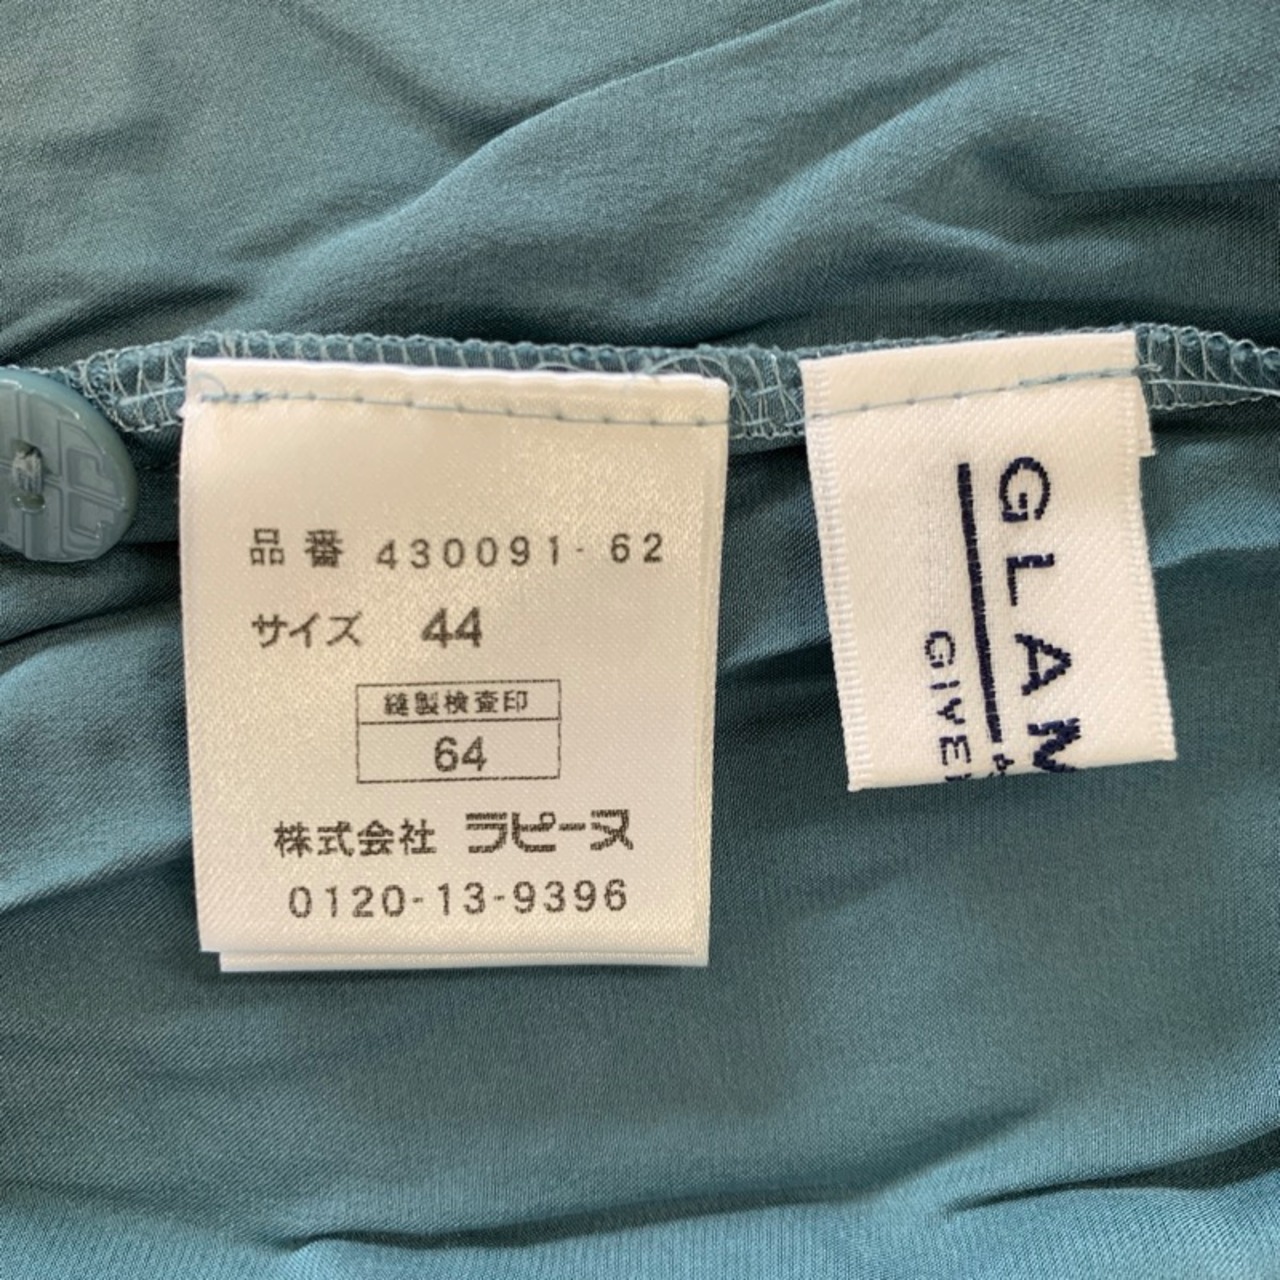 品番 430091-62
サイズ 44
縫製検査印
64
株式会社 ラピーヌ
0120-13-9396
GLAM
GIVE